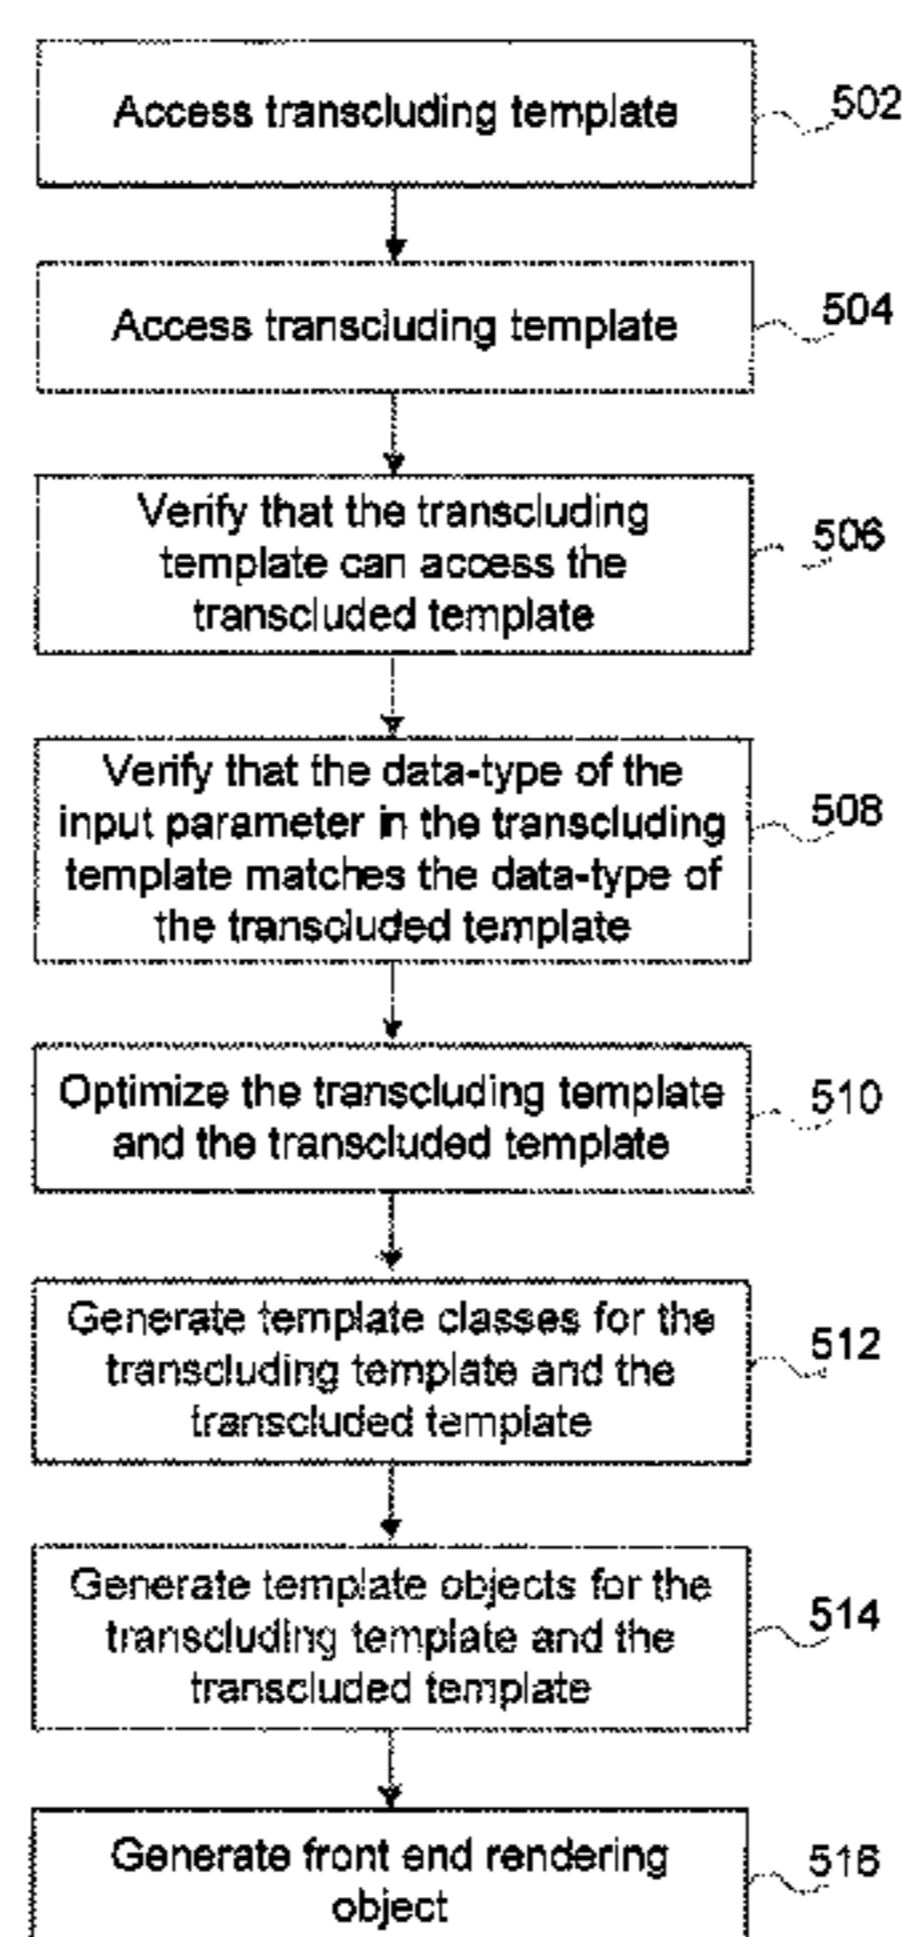 Access transcluding template
502
Access transcluding template
504
Verify that the transcluding
template can access the
transcluded template
506
Verify that the data-type of the
input parameter in the transcluding
template matches the data-type of
the transcluded template
508
Optimize the transcluding template
and the transcluded template
510
Generate template classes for the
transcluding template and the
transcluded template
512
Generate template objects for the
transcluding template and the
transcluded template
514
Generate front end rendering
object
516